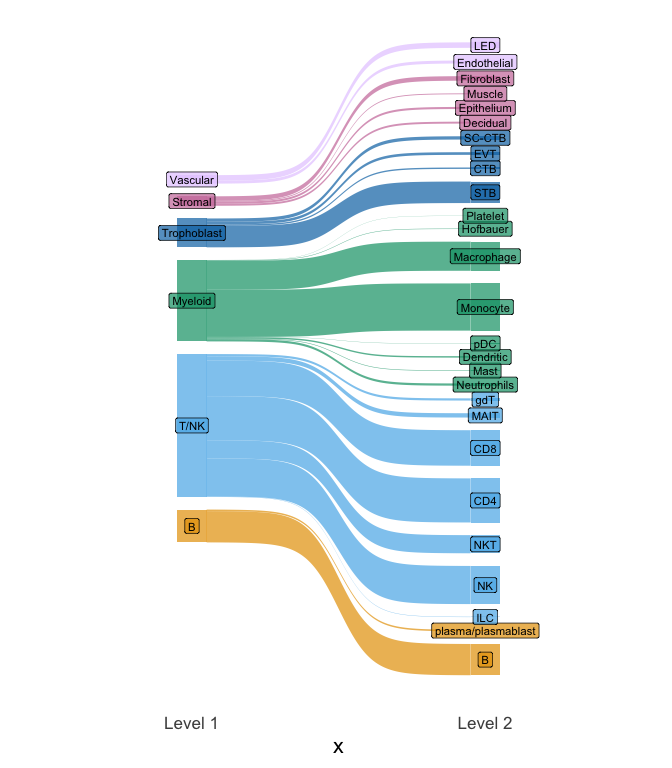 Vascular
Stromal
Trophoblast
Myeloid
T/NK
B
LED
Endothelial
Fibroblast
Muscle
Epithelium
Decidual
SC-CTB
EVT
CTB
STB
Platelet
Hofbauer
Macrophage
Monocyte
pDC
Dendritic
Mast
Neutrophils
gdT
MAIT
CD8
CD4
NKT
NK
ILC
plasma/plasmablast
B
Level 1
Level 2
x